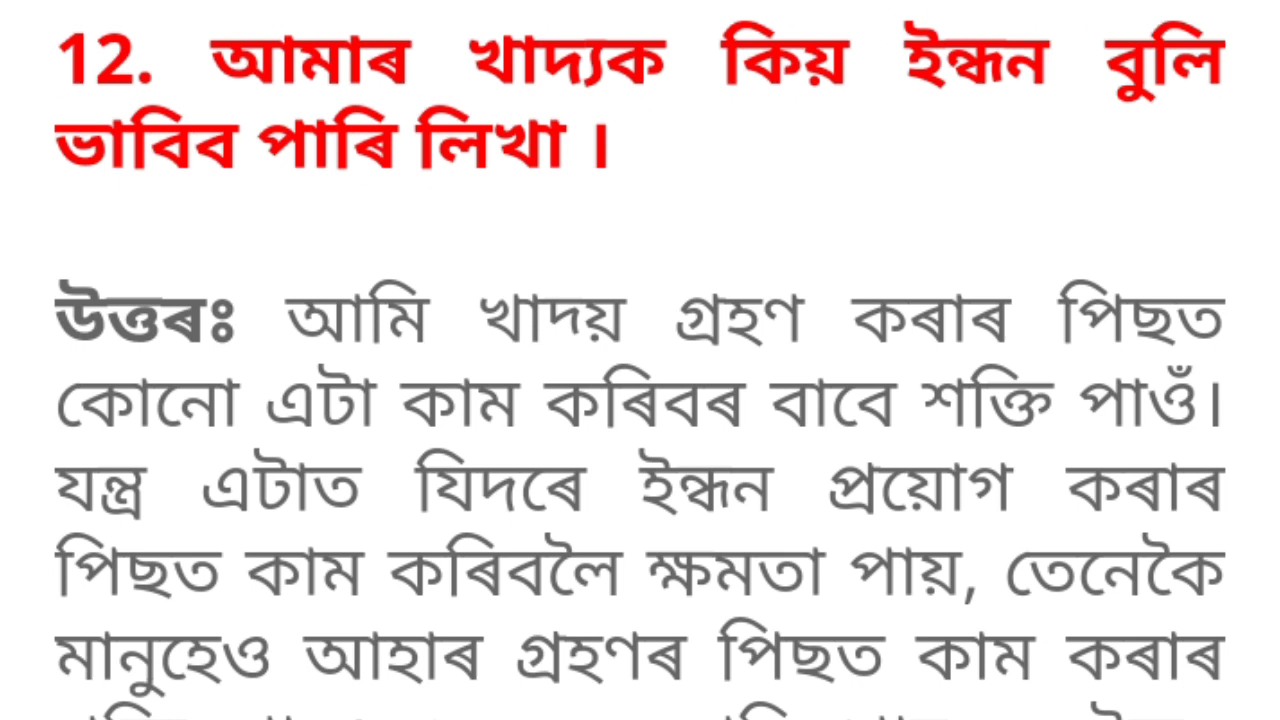 12. আমাৰ খাদ্যক কিয় ইন্ধন বুলি
ভাবিব পাৰি লিখা ।
উত্তৰঃ আমি খাদয় গ্ৰহণ কৰাৰ পিছত
কোনো এটা কাম কৰিবৰ বাবে শক্তি পাওঁ।
যন্ত্ৰ এটাত যিদৰে ইন্ধন প্ৰয়োগ কৰাৰ
পিছত কাম কৰিবলৈ ক্ষমতা পায়, তেনেকৈ
মানুহেও আহাৰ গ্ৰহণৰ পিছত কাম কৰাৰ